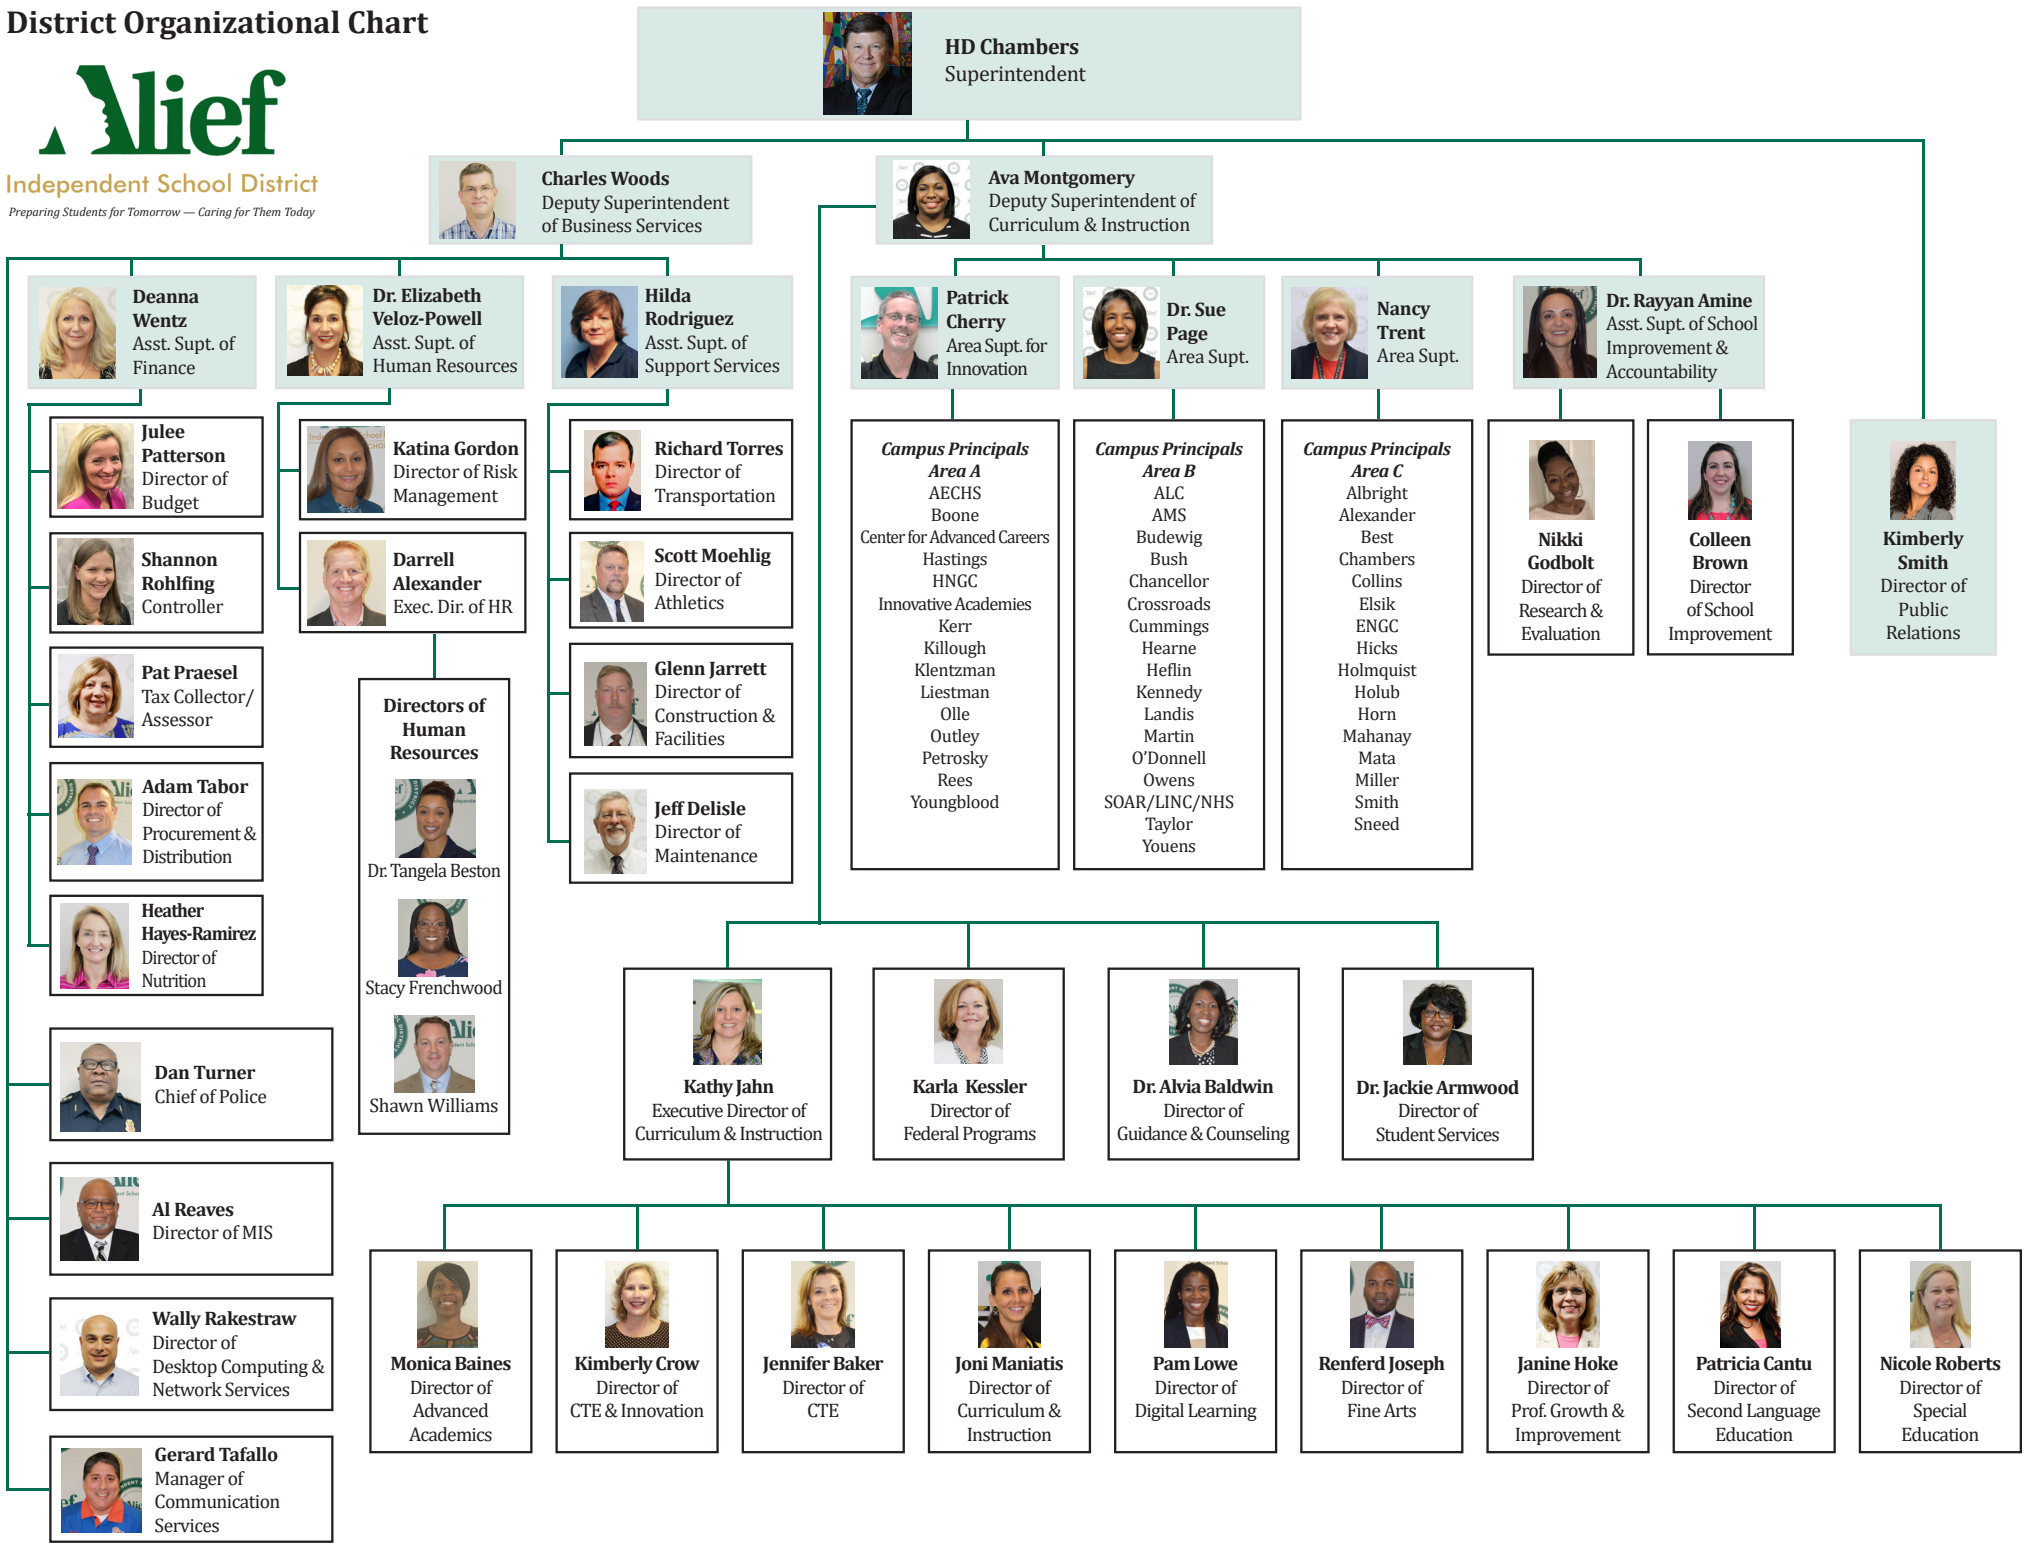 District Organizational Chart
Alief
Independent School District
Preparing Students for Tomorrow — Caring for Them Today
HD Chambers
Superintendent
Charles Woods
Deputy Superintendent
of Business Services
Ava Montgomery
Deputy Superintendent of
Curriculum & Instruction
Deanna
Wentz
Asst. Supt. of
Finance
Dr. Elizabeth
Veloz-Powell
Asst. Supt. of
Human Resources
Hilda
Rodriguez
Asst. Supt. of
Support Services
Patrick
Cherry
Area Supt. for
Innovation
Dr. Sue
Page
Area Supt.
Nancy
Trent
Area Supt.
Dr. Rayyan Amine
Asst. Supt. of School
Improvement &
Accountability
Julee
Patterson
Director of
Budget
Shannon
Rohlfing
Controller
Pat Praesel
Tax Collector/
Assessor
Adam Tabor
Director of
Procurement &
Distribution
Heather
Hayes-Ramirez
Director of
Nutrition
Katina Gordon
Director of Risk
Management
Darrell
Alexander
Exec. Dir. of HR
Directors of
Human
Resources
Dr. Tangela Beston
Stacy Frenchwood
Shawn Williams
Richard Torres
Director of
Transportation
Scott Moehlig
Director of
Athletics
Glenn Jarrett
Director of
Construction &
Facilities
Jeff Delisle
Director of
Maintenance
Campus Principals
Area A
AECHS
Boone
Center for Advanced Careers
Hastings
HNGC
Innovative Academies
Kerr
Killough
Klentzman
Liestman
Olle
Outley
Petrosky
Rees
Youngblood
Campus Principals
Area B
ALC
AMS
Budewig
Bush
Chancellor
Crossroads
Cummings
Hearne
Heflin
Kennedy
Landis
Martin
O'Donnell
Owens
SOAR/LINC/NHS
Taylor
Youens
Campus Principals
Area C
Albright
Alexander
Best
Chambers
Collins
Elsik
ENGC
Hicks
Holmquist
Holub
Horn
Mahanay
Mata
Miller
Smith
Sneed
Nikki
Godbolt
Director of
Research &
Evaluation
Colleen
Brown
Director
of School
Improvement
Kimberly
Smith
Director of
Public
Relations
Dan Turner
Chief of Police
Al Reaves
Director of MIS
Wally Rakestraw
Director of
Desktop Computing &
Network Services
Gerard Tafallo
Manager of
Communication
Services
Kathy Jahn
Executive Director of
Curriculum & Instruction
Karla Kessler
Director of
Federal Programs
Dr. Alvia Baldwin
Director of
Guidance & Counseling
Dr. Jackie Armwood
Director of
Student Services
Monica Baines
Director of
Advanced
Academics
Kimberly Crow
Director of
CTE & Innovation
Jennifer Baker
Director of
CTE
Joni Maniatis
Director of
Curriculum &
Instruction
Pam Lowe
Director of
Digital Learning
Renferd Joseph
Director of
Fine Arts
Janine Hoke
Director of
Prof. Growth &
Improvement
Patricia Cantu
Director of
Second Language
Education
Nicole Roberts
Director of
Special
Education